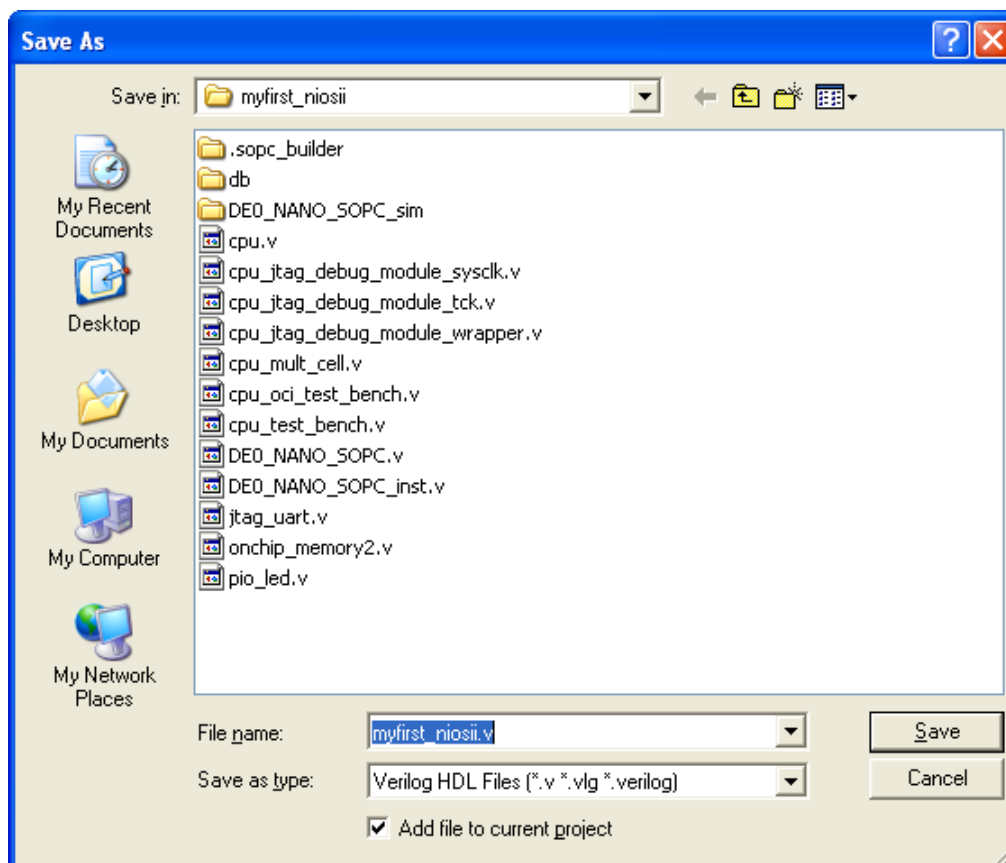 Save As
Save in:
myfirst_niosii
My Recent
Documents
Desktop
My Documents
My Computer
My Network
Places
.sopc_builder
db
DE0_NANO_SOPC_sim
cpu.v
cpu_jtag_debug_module_sysclk.v
cpu_jtag_debug_module_tck.v
cpu_jtag_debug_module_wrapper.v
cpu_mult_cell.v
cpu_oci_test_bench.v
cpu_test_bench.v
DE0_NANO_SOPC.v
DE0_NANO_SOPC_inst.v
jtag_uart.v
onchip_memory2.v
pio_led.v
File name:
myfirst_niosii.v
Save
Save as type:
Verilog HDL Files (*.v *.vlg *.verilog)
Cancel
Add file to current project